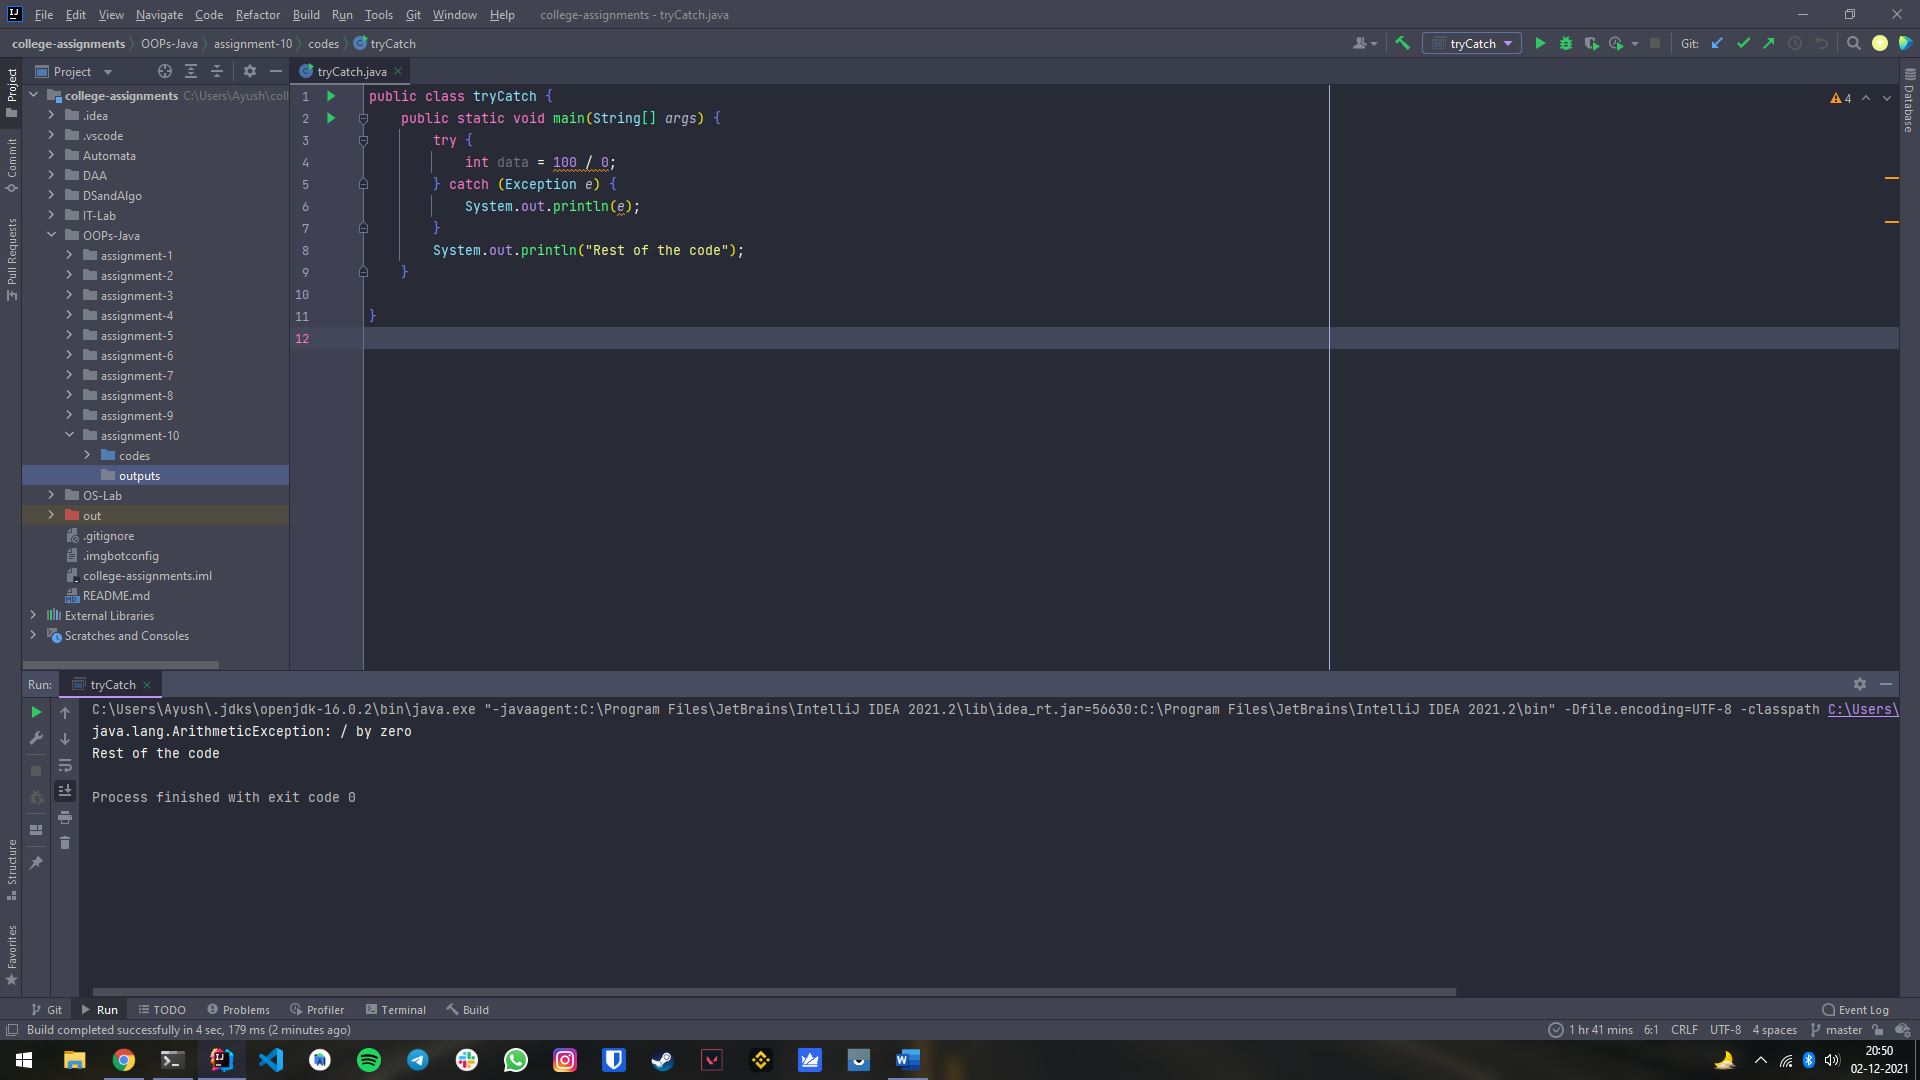 File Edit View Navigate Code Refactor Build Run Tools Git Window Help college-assignments - tryCatch.java
college-assignments OOPs-Java assignment-10 codes tryCatch
tryCatch
Git:
Project
tryCatch.java
Project
Commit
Pull Requests
Structure
Favorites
Database
college-assignments C:\Users\Ayush\coll
.idea
.vscode
Automata
DAA
DSandAlgo
IT-Lab
OOPs-Java
assignment-1
assignment-2
assignment-3
assignment-4
assignment-5
assignment-6
assignment-7
assignment-8
assignment-9
assignment-10
codes
outputs
OS-Lab
out
.gitignore
.imgbotconfig
college-assignments.iml
README.md
External Libraries
Scratches and Consoles
1 public class tryCatch {
2 public static void main(String[] args) {
3 try {
4 int data = 100 / 0;
5 } catch (Exception e) {
6 System.out.println(e);
7 }
8 System.out.println("Rest of the code");
9 }
10
11 }
12
4
Run: tryCatch
C:\Users\Ayush\.jdks\openjdk-16.0.2\bin\java.exe "-javaagent:C:\Program Files\JetBrains\IntelliJ IDEA 2021.2\lib\idea_rt.jar=56630:C:\Program Files\JetBrains\IntelliJ IDEA 2021.2\bin" -Dfile.encoding=UTF-8 -classpath C:\Users\
java.lang.ArithmeticException: / by zero
Rest of the code
Process finished with exit code 0
Git Run TODO Problems Profiler Terminal Build Event Log
Build completed successfully in 4 sec, 179 ms (2 minutes ago) 1 hr 41 mins 6:1 CRLF UTF-8 4 spaces master
20:50
02-12-2021